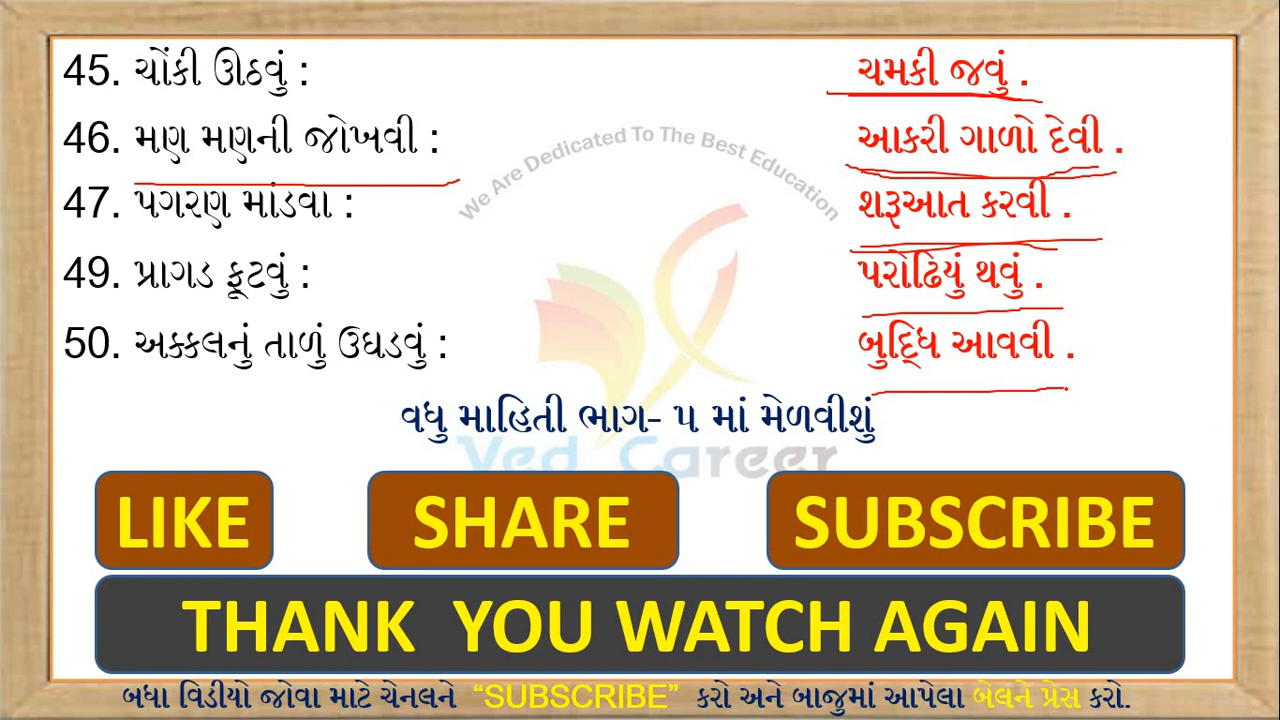 45. ચોંકી ઊઠવું : ચમકી જવું .
46. મણ મણની જોખવી : આકરી ગાળો દેવી .
We Are Dedicated To The Best Education
47. પગરણ માંડવા : શરૂઆત કરવી .
49. પ્રાગડ ફૂટવું : પરોઢિયું થવું .
50. અક્કલનું તાળું ઉઘડવું : બુદ્ધિ આવવી .
વધુ માહિતી ભાગ- ૫ માં મેળવીશું
Ved Career
LIKE SHARE SUBSCRIBE
THANK YOU WATCH AGAIN
બધા વિડીયો જોવા માટે ચેનલને “SUBSCRIBE” કરો અને બાજુમાં આપેલા બેલને પ્રેસ કરો.